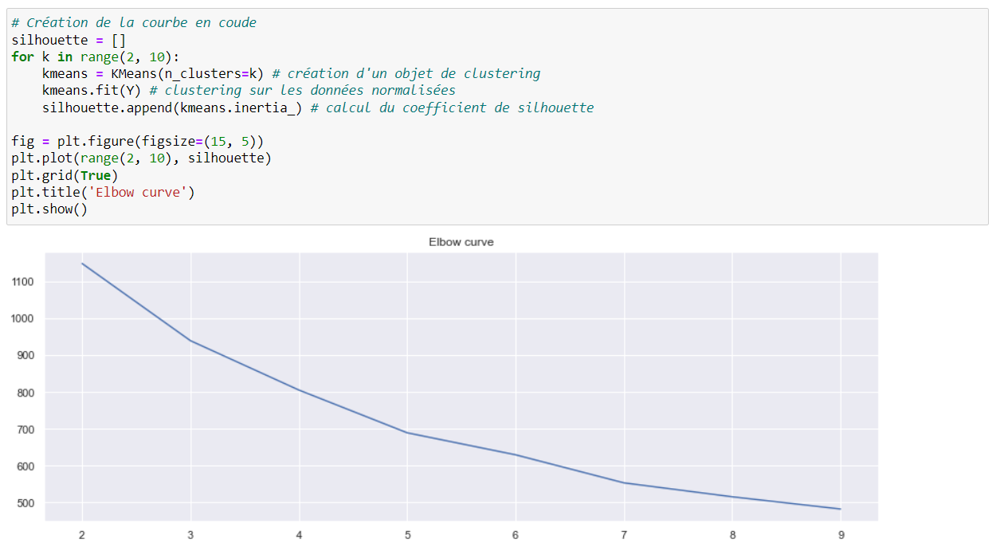 # Création de la courbe en coude
silhouette = []
for k in range(2, 10):
    kmeans = KMeans(n_clusters=k) # création d'un objet de clustering
    kmeans.fit(Y) # clustering sur les données normalisées
    silhouette.append(kmeans.inertia_) # calcul du coefficient de silhouette
fig = plt.figure(figsize=(15, 5))
plt.plot(range(2, 10), silhouette)
plt.grid(True)
plt.title('Elbow curve')
plt.show()
Elbow curve
1100
1000
900
800
700
600
500
2 3 4 5 6 7 8 9